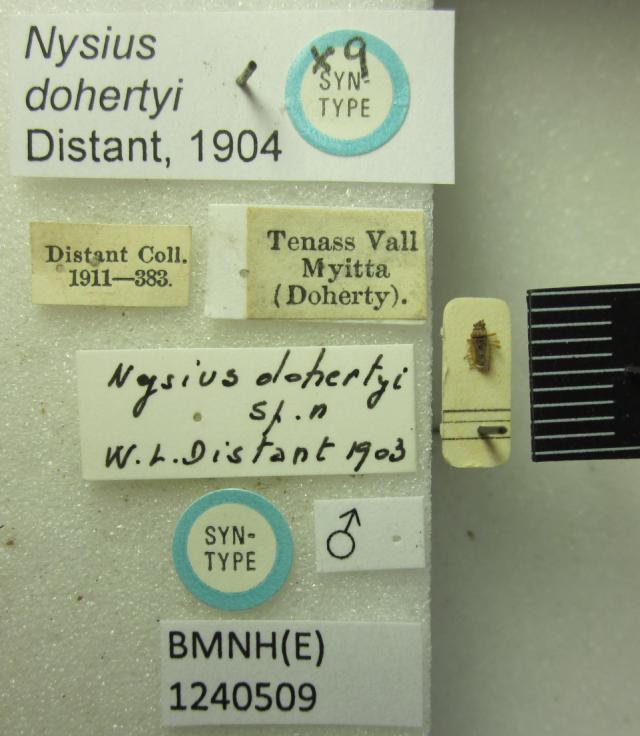 Nysius
dohertyi
Distant, 1904
x9
SYN-
TYPE
Distant Coll.
1911—383.
Tenass Vall
Myitta
(Doherty).
Nysius dohertyi
sp.n
W.L.Distant 1903
SYN-
TYPE
♂
BMNH(E)
1240509